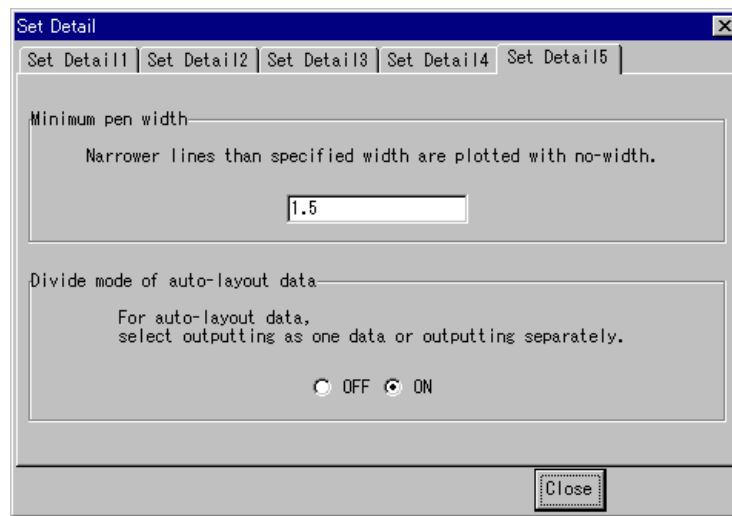 Set Detail
Set Detail1 Set Detail2 Set Detail3 Set Detail4 Set Detail5
Minimum pen width
Narrower lines than specified width are plotted with no-width.
1.5
Divide mode of auto-layout data
For auto-layout data,
select outputting as one data or outputting separately.
OFF ON
Close